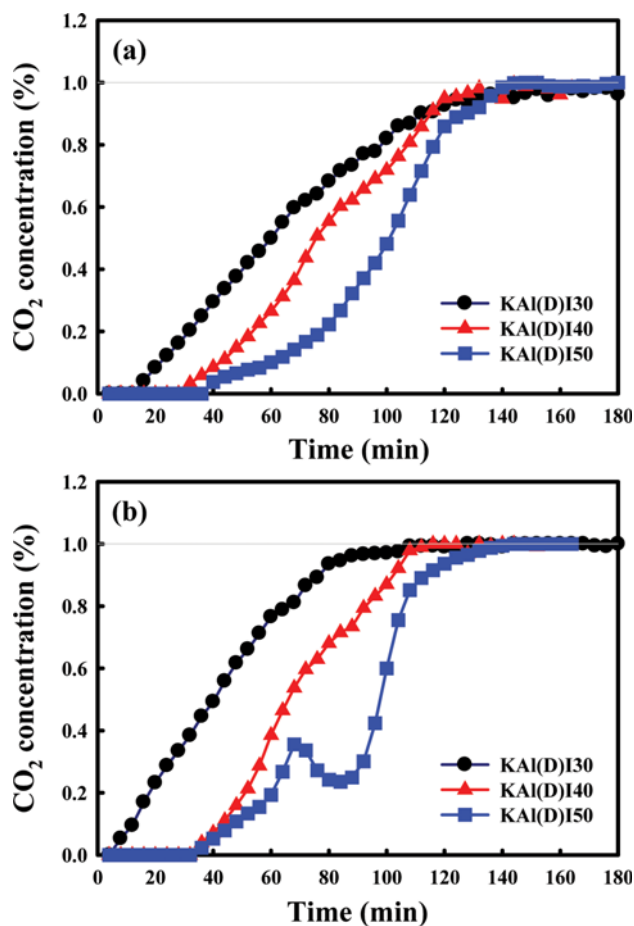 1.2
(a)
1.0
0.8
0.6
0.4
0.2
0.0
CO₂ concentration (%)
KAl(D)I30
KAl(D)I40
KAl(D)I50
0 20 40 60 80 100 120 140 160 180
Time (min)
1.2
(b)
1.0
0.8
0.6
0.4
0.2
0.0
CO₂ concentration (%)
KAl(D)I30
KAl(D)I40
KAl(D)I50
0 20 40 60 80 100 120 140 160 180
Time (min)